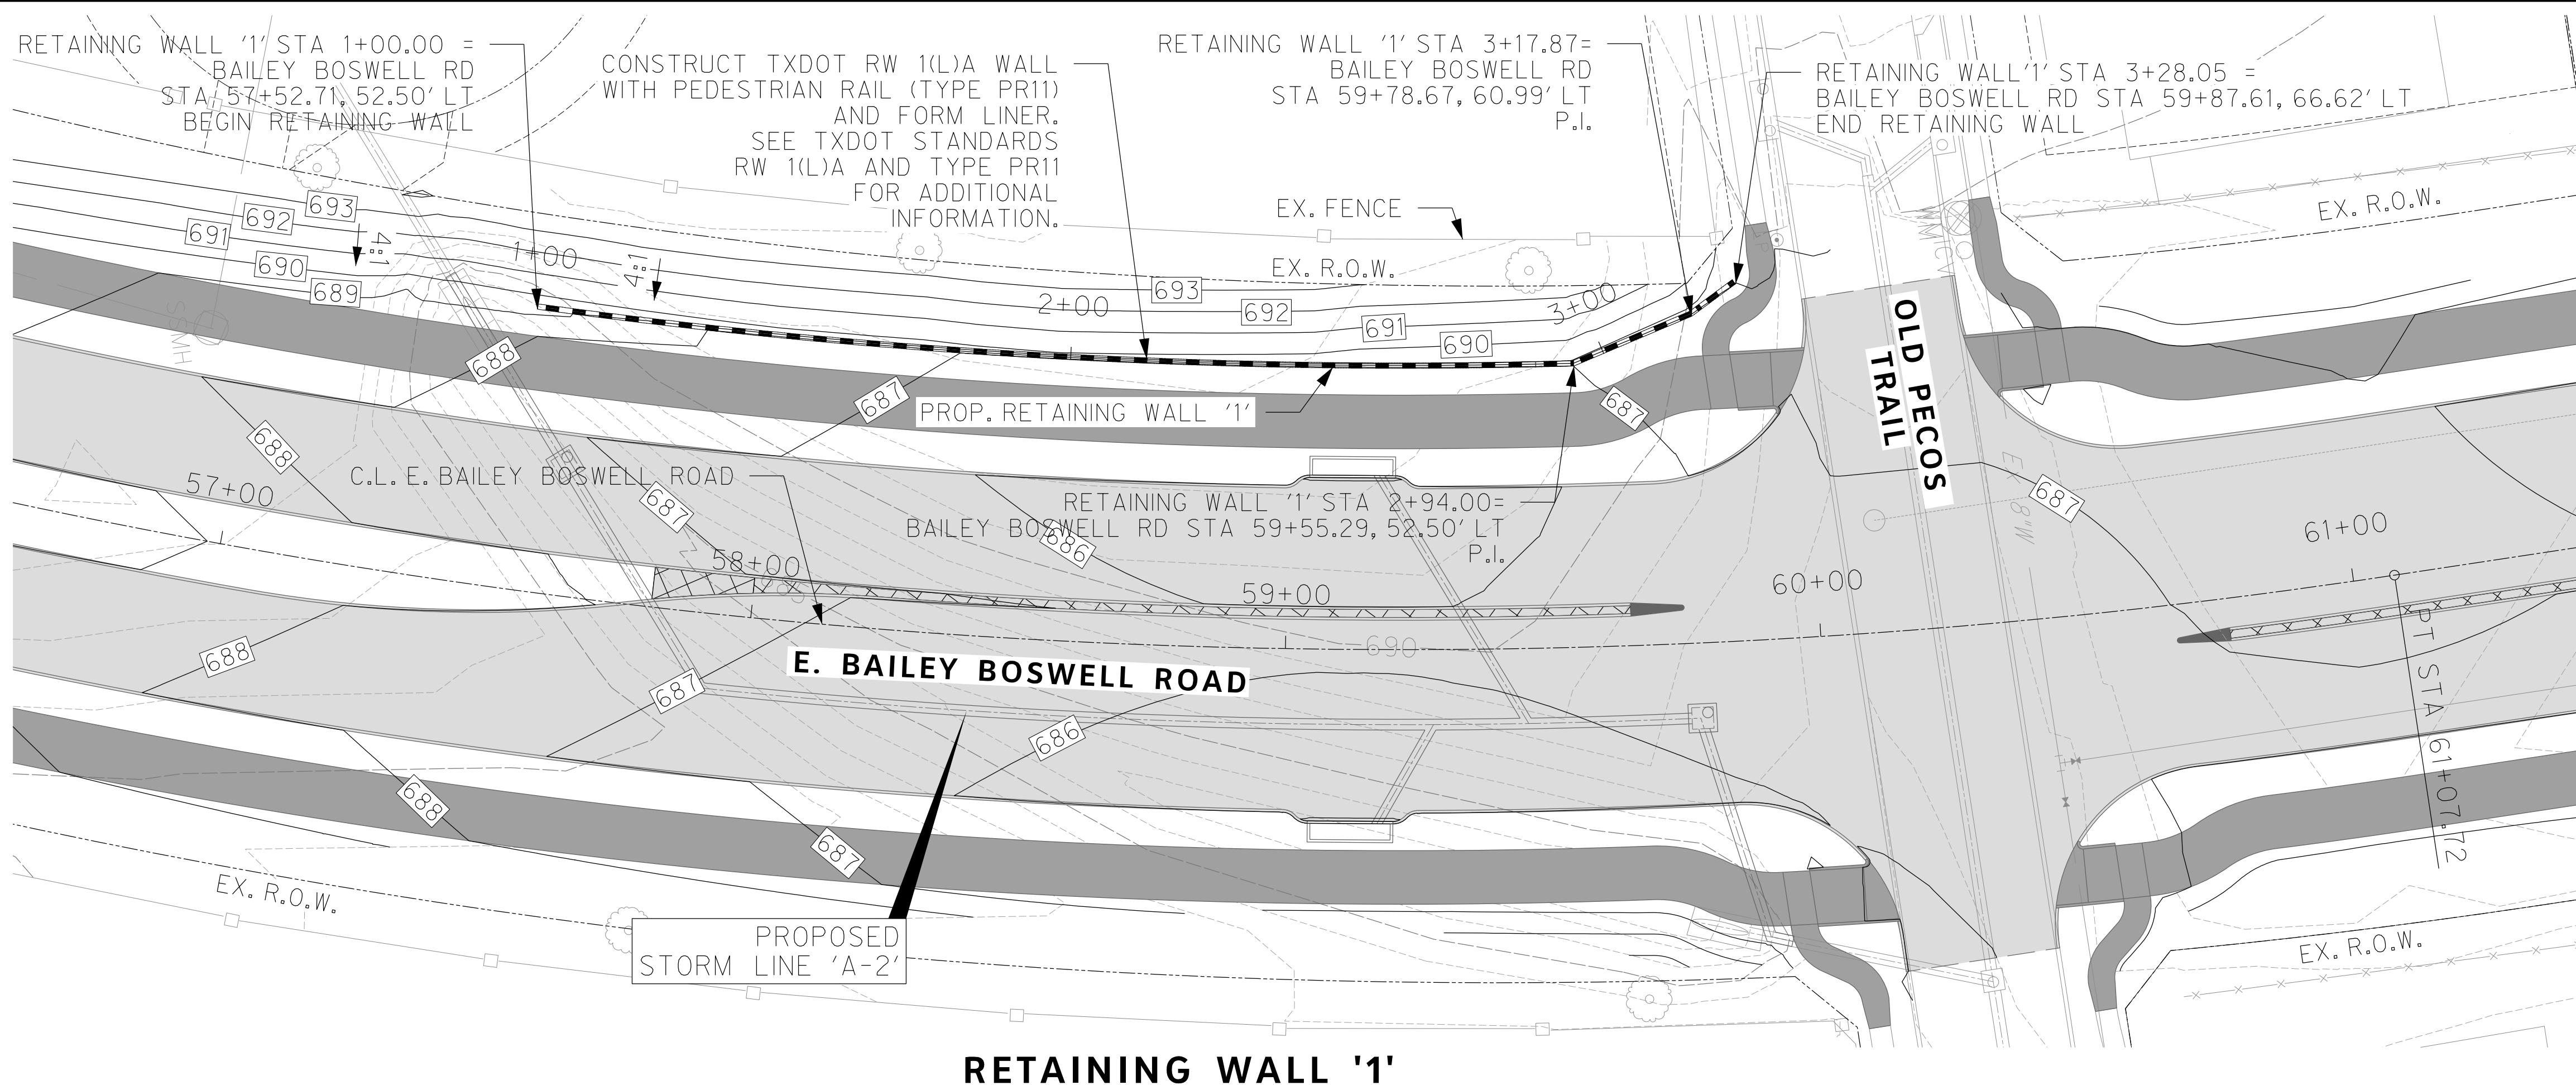 RETAINING WALL '1' STA 1+00.00 =
BAILEY BOSWELL RD
STA 57+52.71, 52.50' LT
BEGIN RETAINING WALL
CONSTRUCT TXDOT RW 1(L)A WALL
WITH PEDESTRIAN RAIL (TYPE PR11)
AND FORM LINER.
SEE TXDOT STANDARDS
RW 1(L)A AND TYPE PR11
FOR ADDITIONAL
INFORMATION.
RETAINING WALL '1' STA 3+17.87=
BAILEY BOSWELL RD
STA 59+78.67, 60.99' LT
P.I.
RETAINING WALL'1' STA 3+28.05 =
BAILEY BOSWELL RD STA 59+87.61, 66.62' LT
END RETAINING WALL
EX. FENCE
EX. R.O.W.
EX. R.O.W.
693
692
691
690
689
4:1
4:1
1+00
2+00
3+00
693
692
691
690
SMH
688
687
687
PROP. RETAINING WALL '1'
OLD PECOS
TRAIL
688
C.L. E. BAILEY BOSWELL ROAD
687
RETAINING WALL '1' STA 2+94.00=
BAILEY BOSWELL RD STA 59+55.29, 52.50' LT
P.I.
686
687
EX 8"W
57+00
58+00
59+00
60+00
61+00
690
688
E. BAILEY BOSWELL ROAD
687
686
PT STA 61+07.72
688
687
EX. R.O.W.
EX. R.O.W.
PROPOSED
STORM LINE 'A-2'
RETAINING WALL '1'